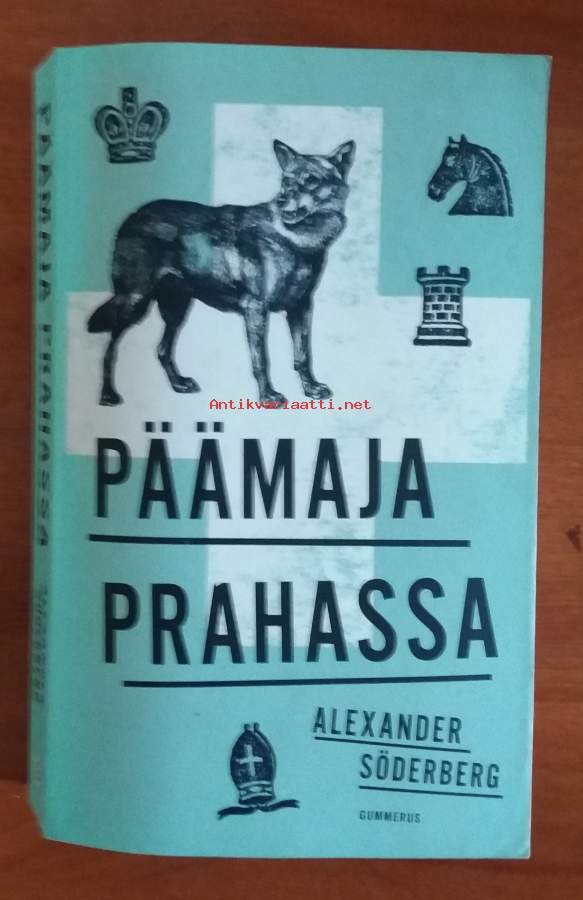 Antikvariaatti.net
PÄÄMAJA
PRAHASSA
ALEXANDER
SÖDERBERG
GUMMERUS
PÄÄMAJA PRAHASSA